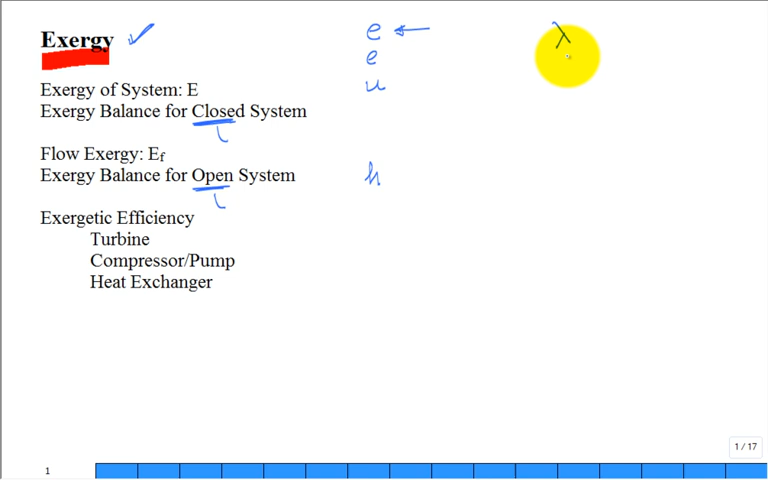 Exergy
e
λ
e
Exergy of System: E
u
Exergy Balance for Closed System
Flow Exergy: Ef
Exergy Balance for Open System
h
Exergetic Efficiency
Turbine
Compressor/Pump
Heat Exchanger
1 / 17
1